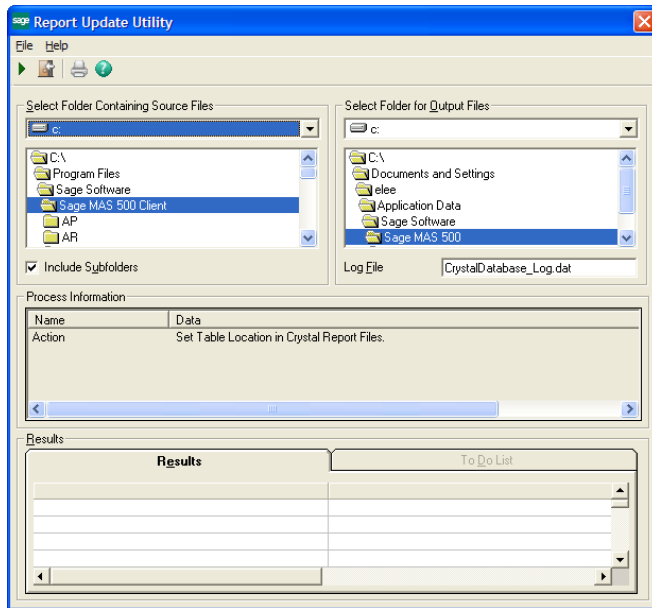 sage Report Update Utility
File Help
Select Folder Containing Source Files
c:
C:\
Program Files
Sage Software
Sage MAS 500 Client
AP
AR
Include Subfolders
Select Folder for Output Files
c:
C:\
Documents and Settings
elee
Application Data
Sage Software
Sage MAS 500
Log File CrystalDatabase_Log.dat
Process Information
Name Data
Action Set Table Location in Crystal Report Files.
Results
Results To Do List